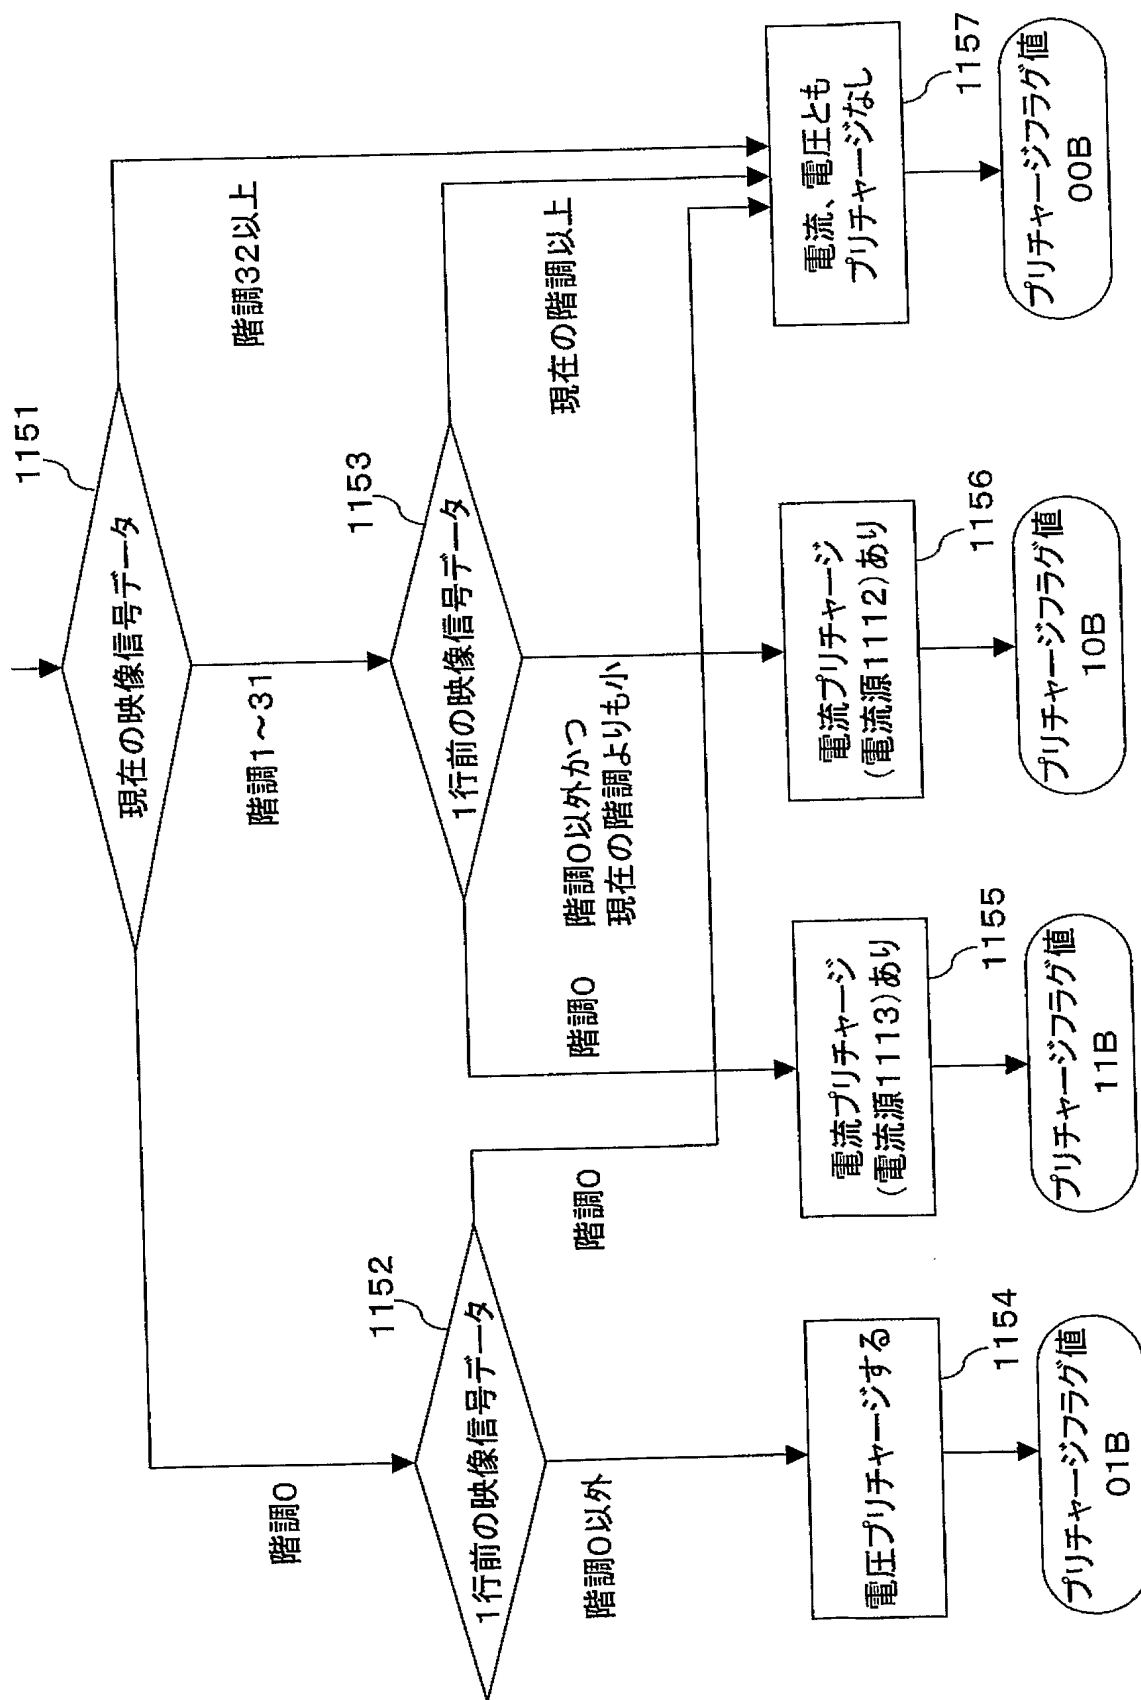 1151
現在の映像信号データ
階調0
階調1～31
階調32以上
1152
1行前の映像信号データ
1153
1行前の映像信号データ
階調0以外
階調0
階調0
階調0以外かつ
現在の階調よりも小
現在の階調以上
電圧プリチャージする
1154
電流プリチャージ
(電流源1113)あり
1155
電流プリチャージ
(電流源1112)あり
1156
電流、電圧とも
プリチャージなし
1157
プリチャージフラグ値
01B
プリチャージフラグ値
11B
プリチャージフラグ値
10B
プリチャージフラグ値
00B